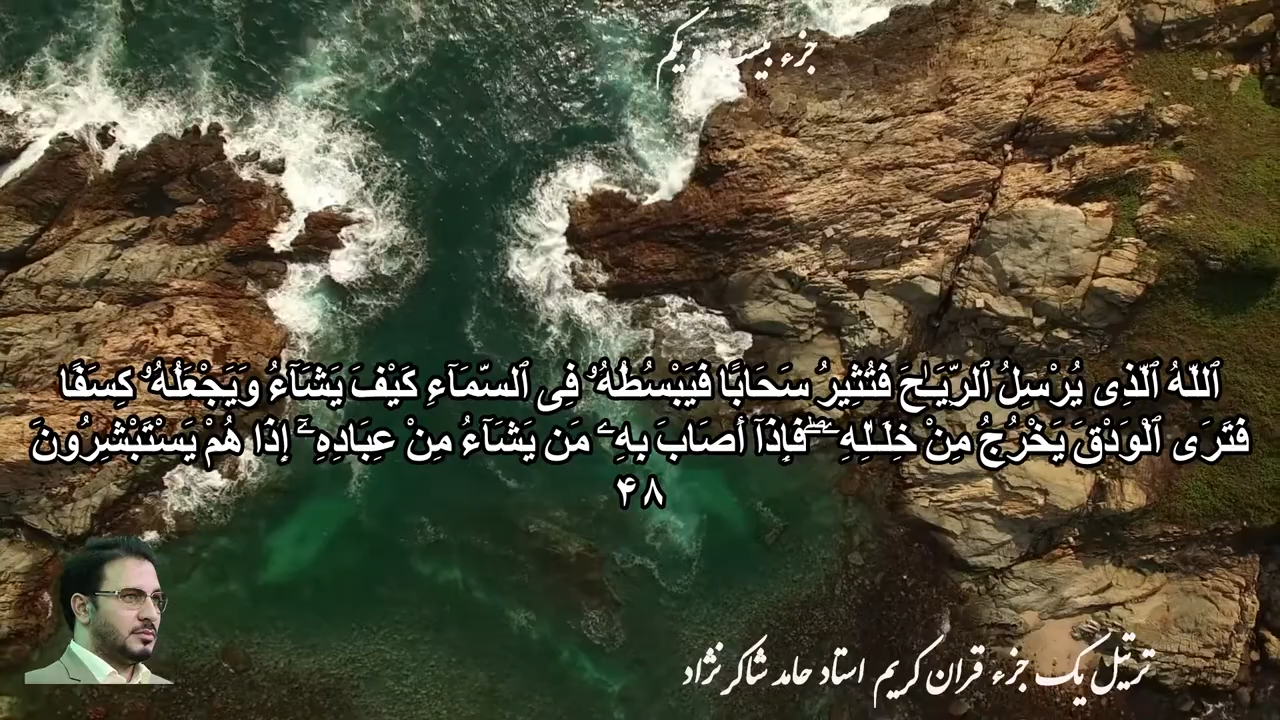 جزء بیست و یکم
ٱللَّهُ ٱلَّذِى يُرْسِلُ ٱلرِّيَـٰحَ فَتُثِيرُ سَحَابًا فَيَبْسُطُهُۥ فِى ٱلسَّمَآءِ كَيْفَ يَشَآءُ وَيَجْعَلُهُۥ كِسَفًا
فَتَرَى ٱلْوَدْقَ يَخْرُجُ مِنْ خِلَـٰلِهِۦۖ فَإِذَآ أَصَابَ بِهِۦ مَن يَشَآءُ مِنْ عِبَادِهِۦٓ إِذَا هُمْ يَسْتَبْشِرُونَ
۴۸
ترتیل یک جزء قران کریم استاد حامد شاکر نژاد